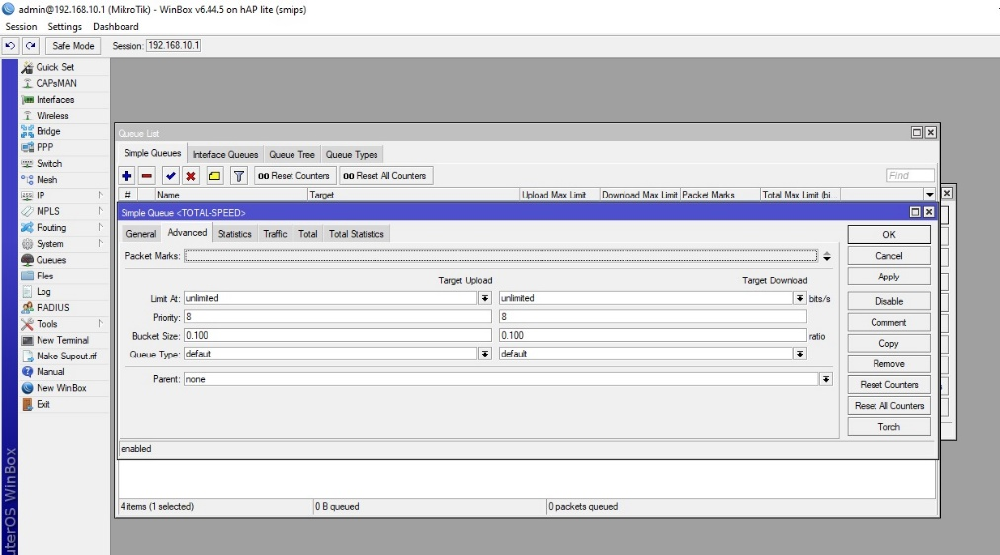 admin@192.168.10.1 (MikroTik) - WinBox v6.44.5 on hAP lite (smips)
Session Settings Dashboard
Safe Mode Session: 192.168.10.1
Quick Set
CAPsMAN
Interfaces
Wireless
Bridge
PPP
Switch
Mesh
IP
MPLS
Routing
System
Queues
Files
Log
RADIUS
Tools
New Terminal
Make Supout.rif
Manual
New WinBox
Exit
uterOS WinBox
Queue List
Simple Queues Interface Queues Queue Tree Queue Types
00 Reset Counters 00 Reset All Counters Find
# Name Target Upload Max Limit Download Max Limit Packet Marks Total Max Limit (bi...
Simple Queue <TOTAL-SPEED>
General Advanced Statistics Traffic Total Total Statistics
Packet Marks:
Target Upload Target Download
Limit At: unlimited unlimited bits/s
Priority: 8 8
Bucket Size: 0.100 0.100 ratio
Queue Type: default default
Parent: none
enabled
OK
Cancel
Apply
Disable
Comment
Copy
Remove
Reset Counters
Reset All Counters
Torch
4 items (1 selected) 0 B queued 0 packets queued